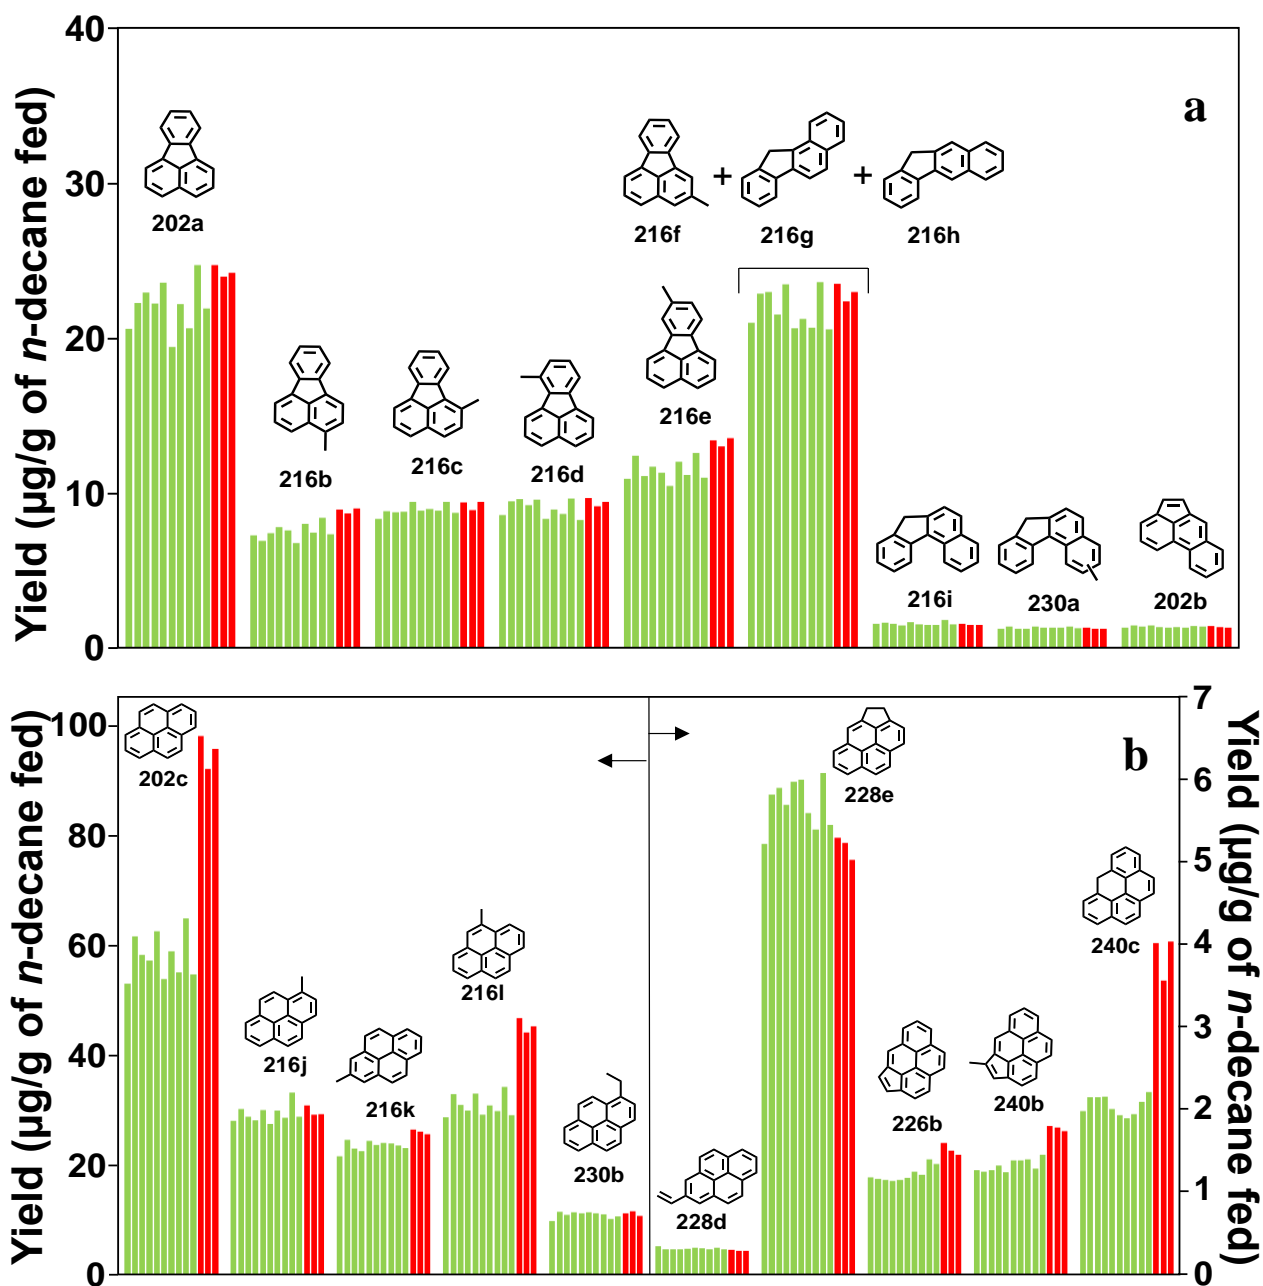 40
30
20
10
0
Yield (µg/g of n-decane fed)
a
202a
216b
216c
216d
216e
+
+
216f
216g
216h
216i
230a
202b
100
80
60
40
20
0
Yield (µg/g of n-decane fed)
b
202c
216j
216k
216l
230b
228d
228e
226b
240b
240c
7
6
5
4
3
2
1
0
Yield (µg/g of n-decane fed)